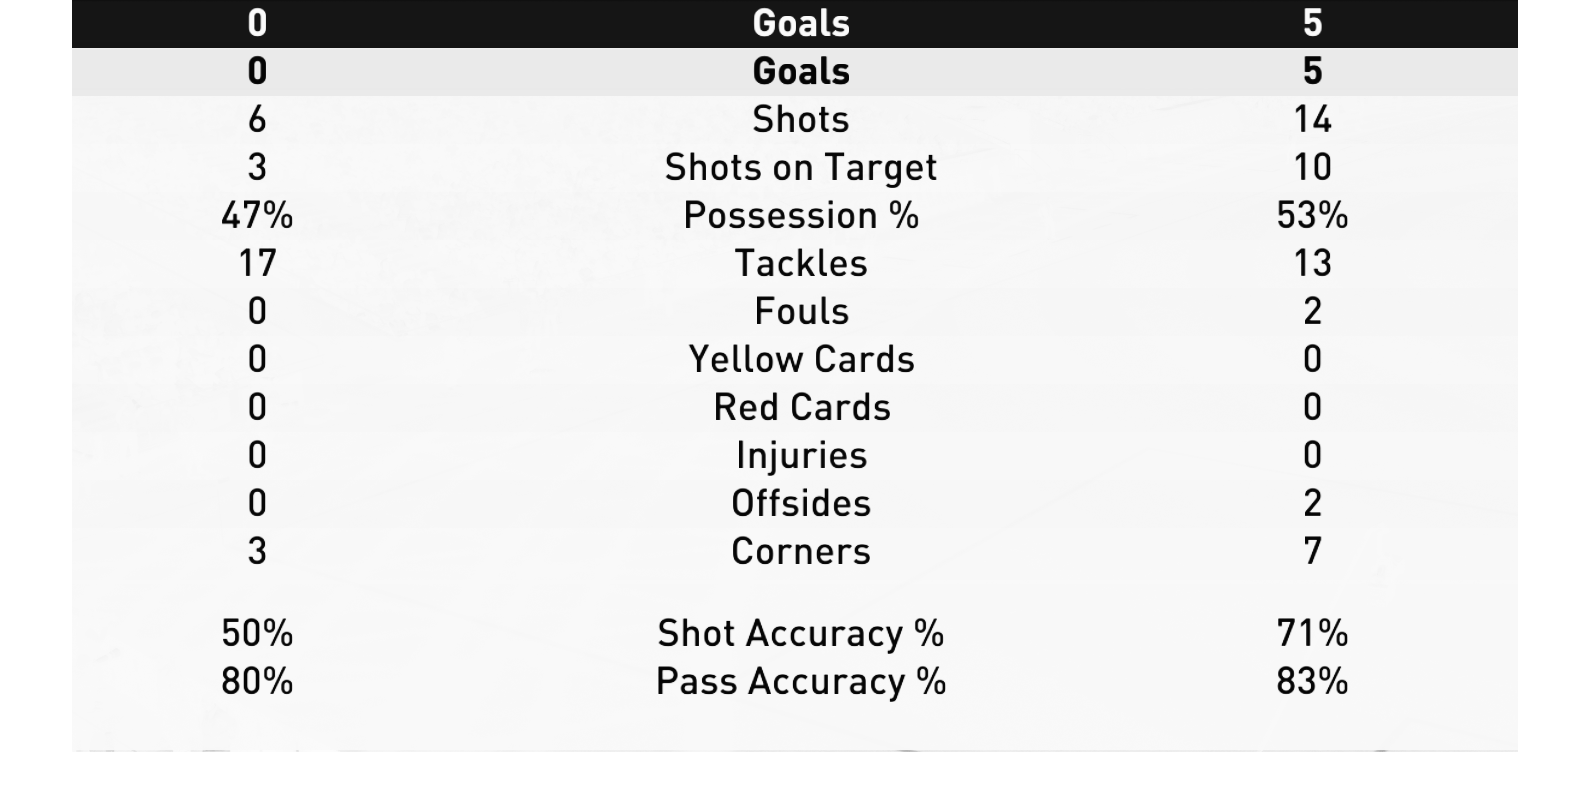 0 Goals 5
0 Goals 5
6 Shots 14
3 Shots on Target 10
47% Possession % 53%
17 Tackles 13
0 Fouls 2
0 Yellow Cards 0
0 Red Cards 0
0 Injuries 0
0 Offsides 2
3 Corners 7
50% Shot Accuracy % 71%
80% Pass Accuracy % 83%